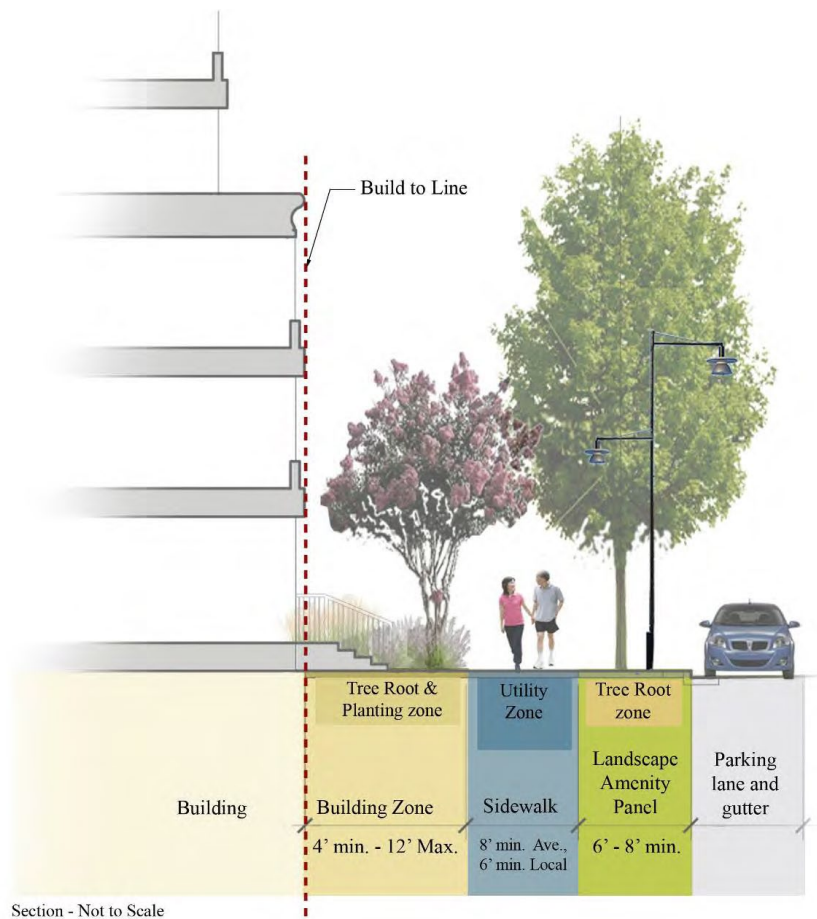 Build to Line
Tree Root &
Planting zone
Utility
Zone
Tree Root
zone
Building
Building Zone
Sidewalk
Landscape
Amenity
Panel
Parking
lane and
gutter
4’ min. - 12’ Max.
8’ min. Ave.,
6’ min. Local
6’ - 8’ min.
Section - Not to Scale